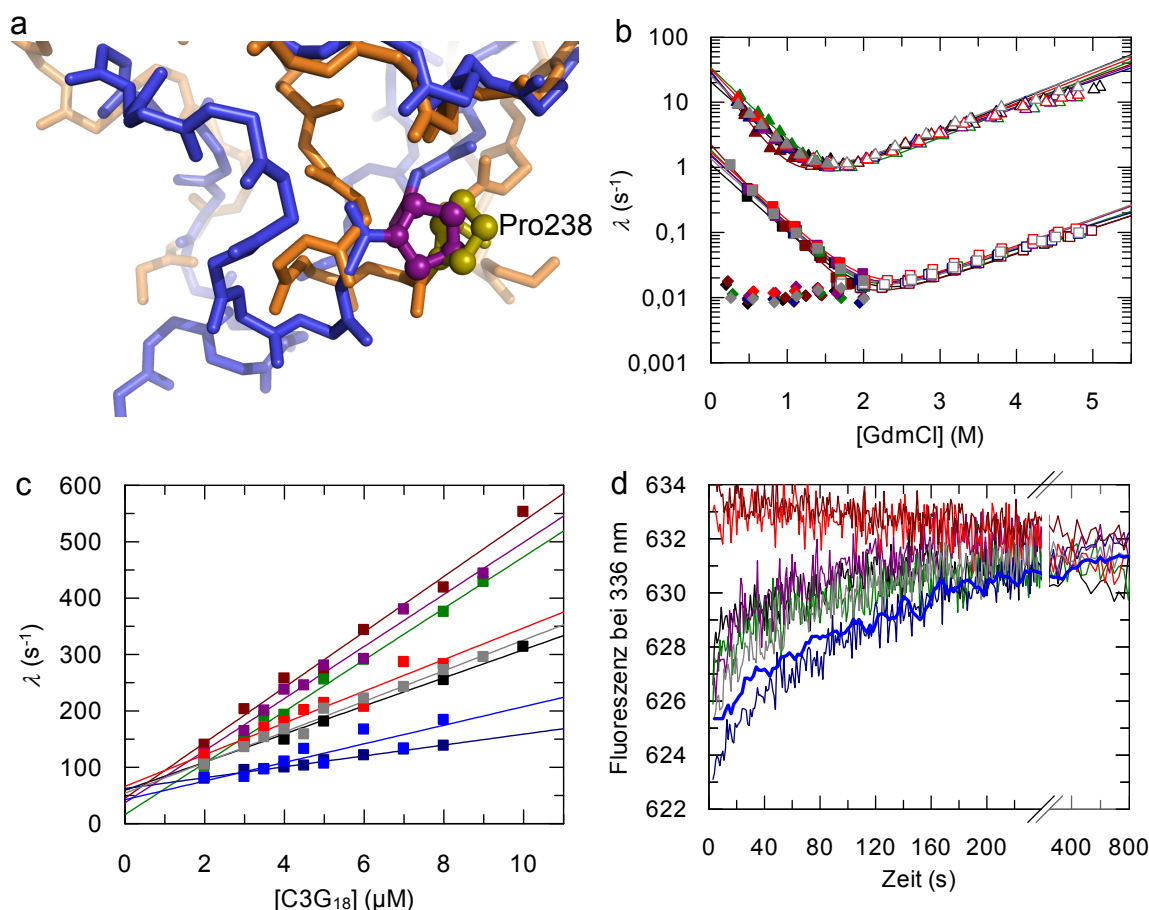 a
Pro238
b
100
10
1
0,1
0,01
0,001
λ (s⁻¹)
0 1 2 3 4 5
[GdmCl] (M)
c
600
500
400
300
200
100
0
λ (s⁻¹)
0 2 4 6 8 10
[C3G₁₈] (µM)
d
634
632
630
628
626
624
622
Fluoreszenz bei 336 nm
0 40 80 120 160 200 400 600 800
Zeit (s)